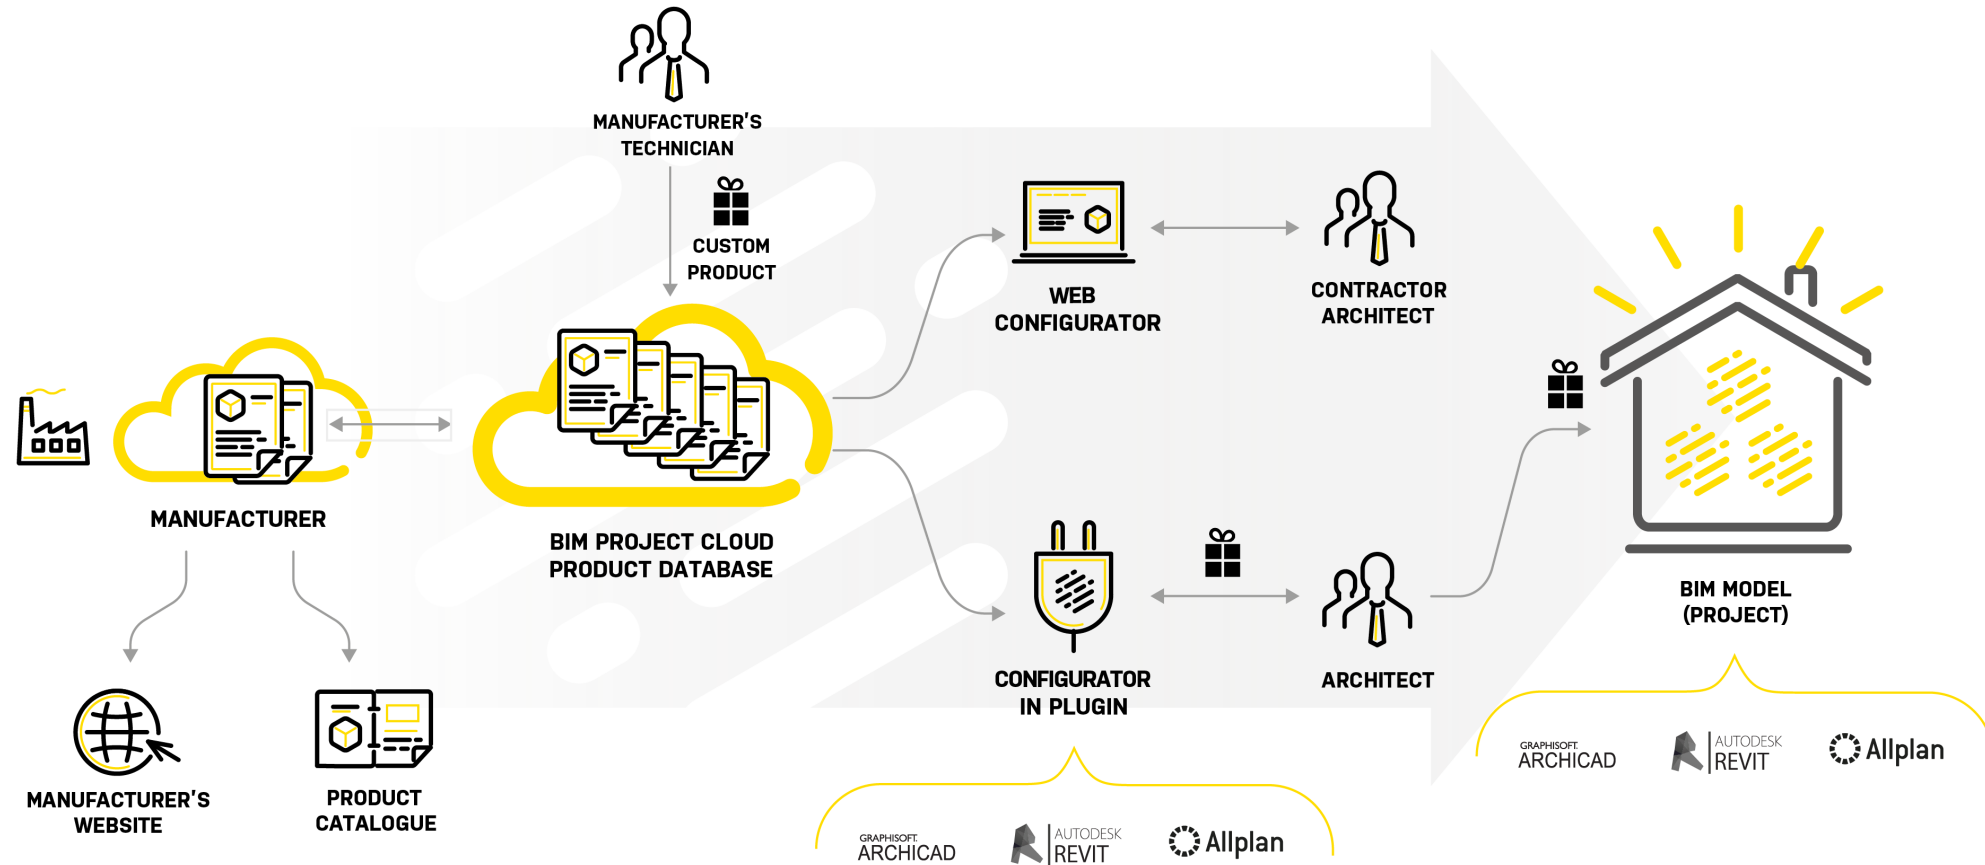 MANUFACTURER'S
TECHNICIAN
CUSTOM
PRODUCT
WEB
CONFIGURATOR
CONTRACTOR
ARCHITECT
MANUFACTURER
BIM PROJECT CLOUD
PRODUCT DATABASE
BIM MODEL
(PROJECT)
CONFIGURATOR
IN PLUGIN
ARCHITECT
MANUFACTURER'S
WEBSITE
PRODUCT
CATALOGUE
GRAPHISOFT.
ARCHICAD
AUTODESK
REVIT
Allplan
GRAPHISOFT.
ARCHICAD
AUTODESK
REVIT
Allplan